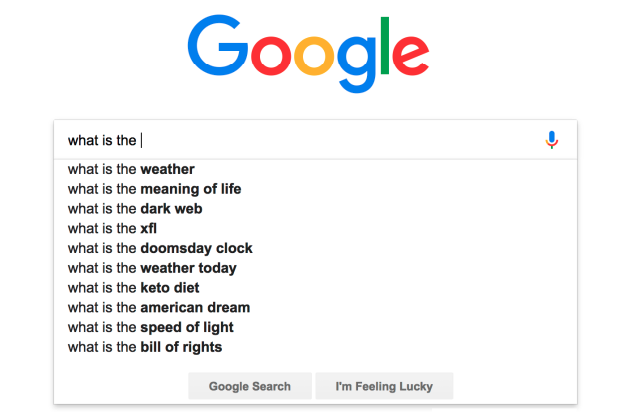 Google
what is the
what is the weather
what is the meaning of life
what is the dark web
what is the xfl
what is the doomsday clock
what is the weather today
what is the keto diet
what is the american dream
what is the speed of light
what is the bill of rights
Google Search I'm Feeling Lucky